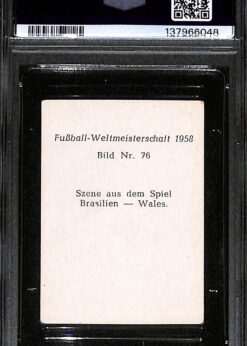 137966048
Fußball-Weltmeisterschaft 1958
Bild Nr. 76
Szene aus dem Spiel
Brasilien — Wales.